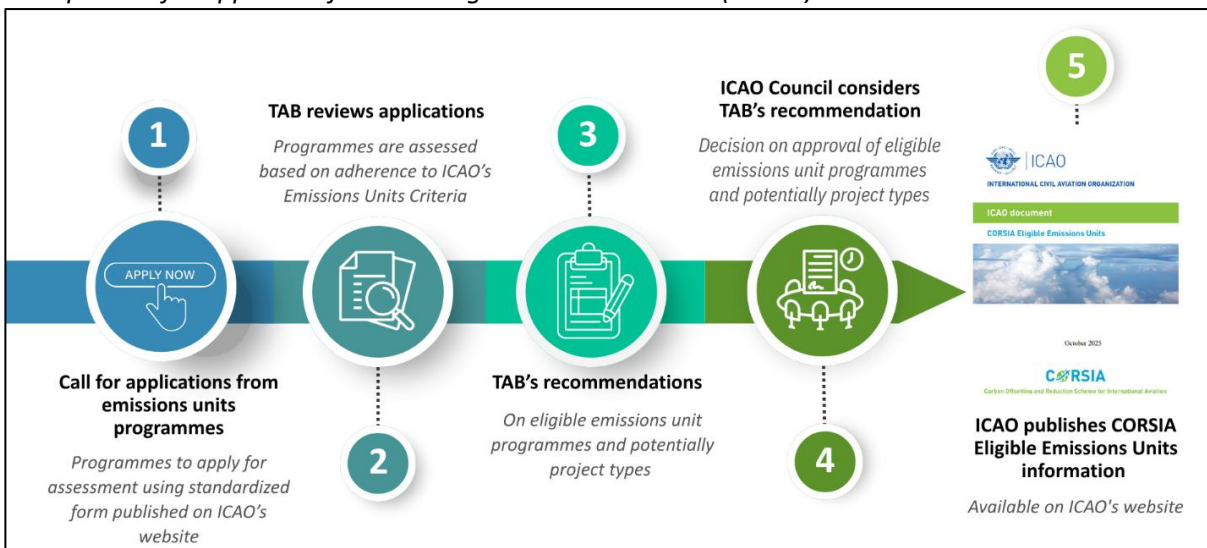 1
Call for applications from
emissions units
programmes
Programmes to apply for
assessment using standardized
form published on ICAO's
website
APPLY NOW
TAB reviews applications
Programmes are assessed
based on adherence to ICAO's
Emissions Units Criteria
2
3
TAB's recommendations
On eligible emissions unit
programmes and potentially
project types
ICAO Council considers
TAB's recommendation
Decision on approval of eligible
emissions unit programmes
and potentially project types
4
5
ICAO
INTERNATIONAL CIVIL AVIATION ORGANIZATION
ICAO document
CORSIA Eligible Emissions Units
October 2025
CORSIA
Carbon Offsetting and Reduction Scheme for International Aviation
ICAO publishes CORSIA
Eligible Emissions Units
information
Available on ICAO's website